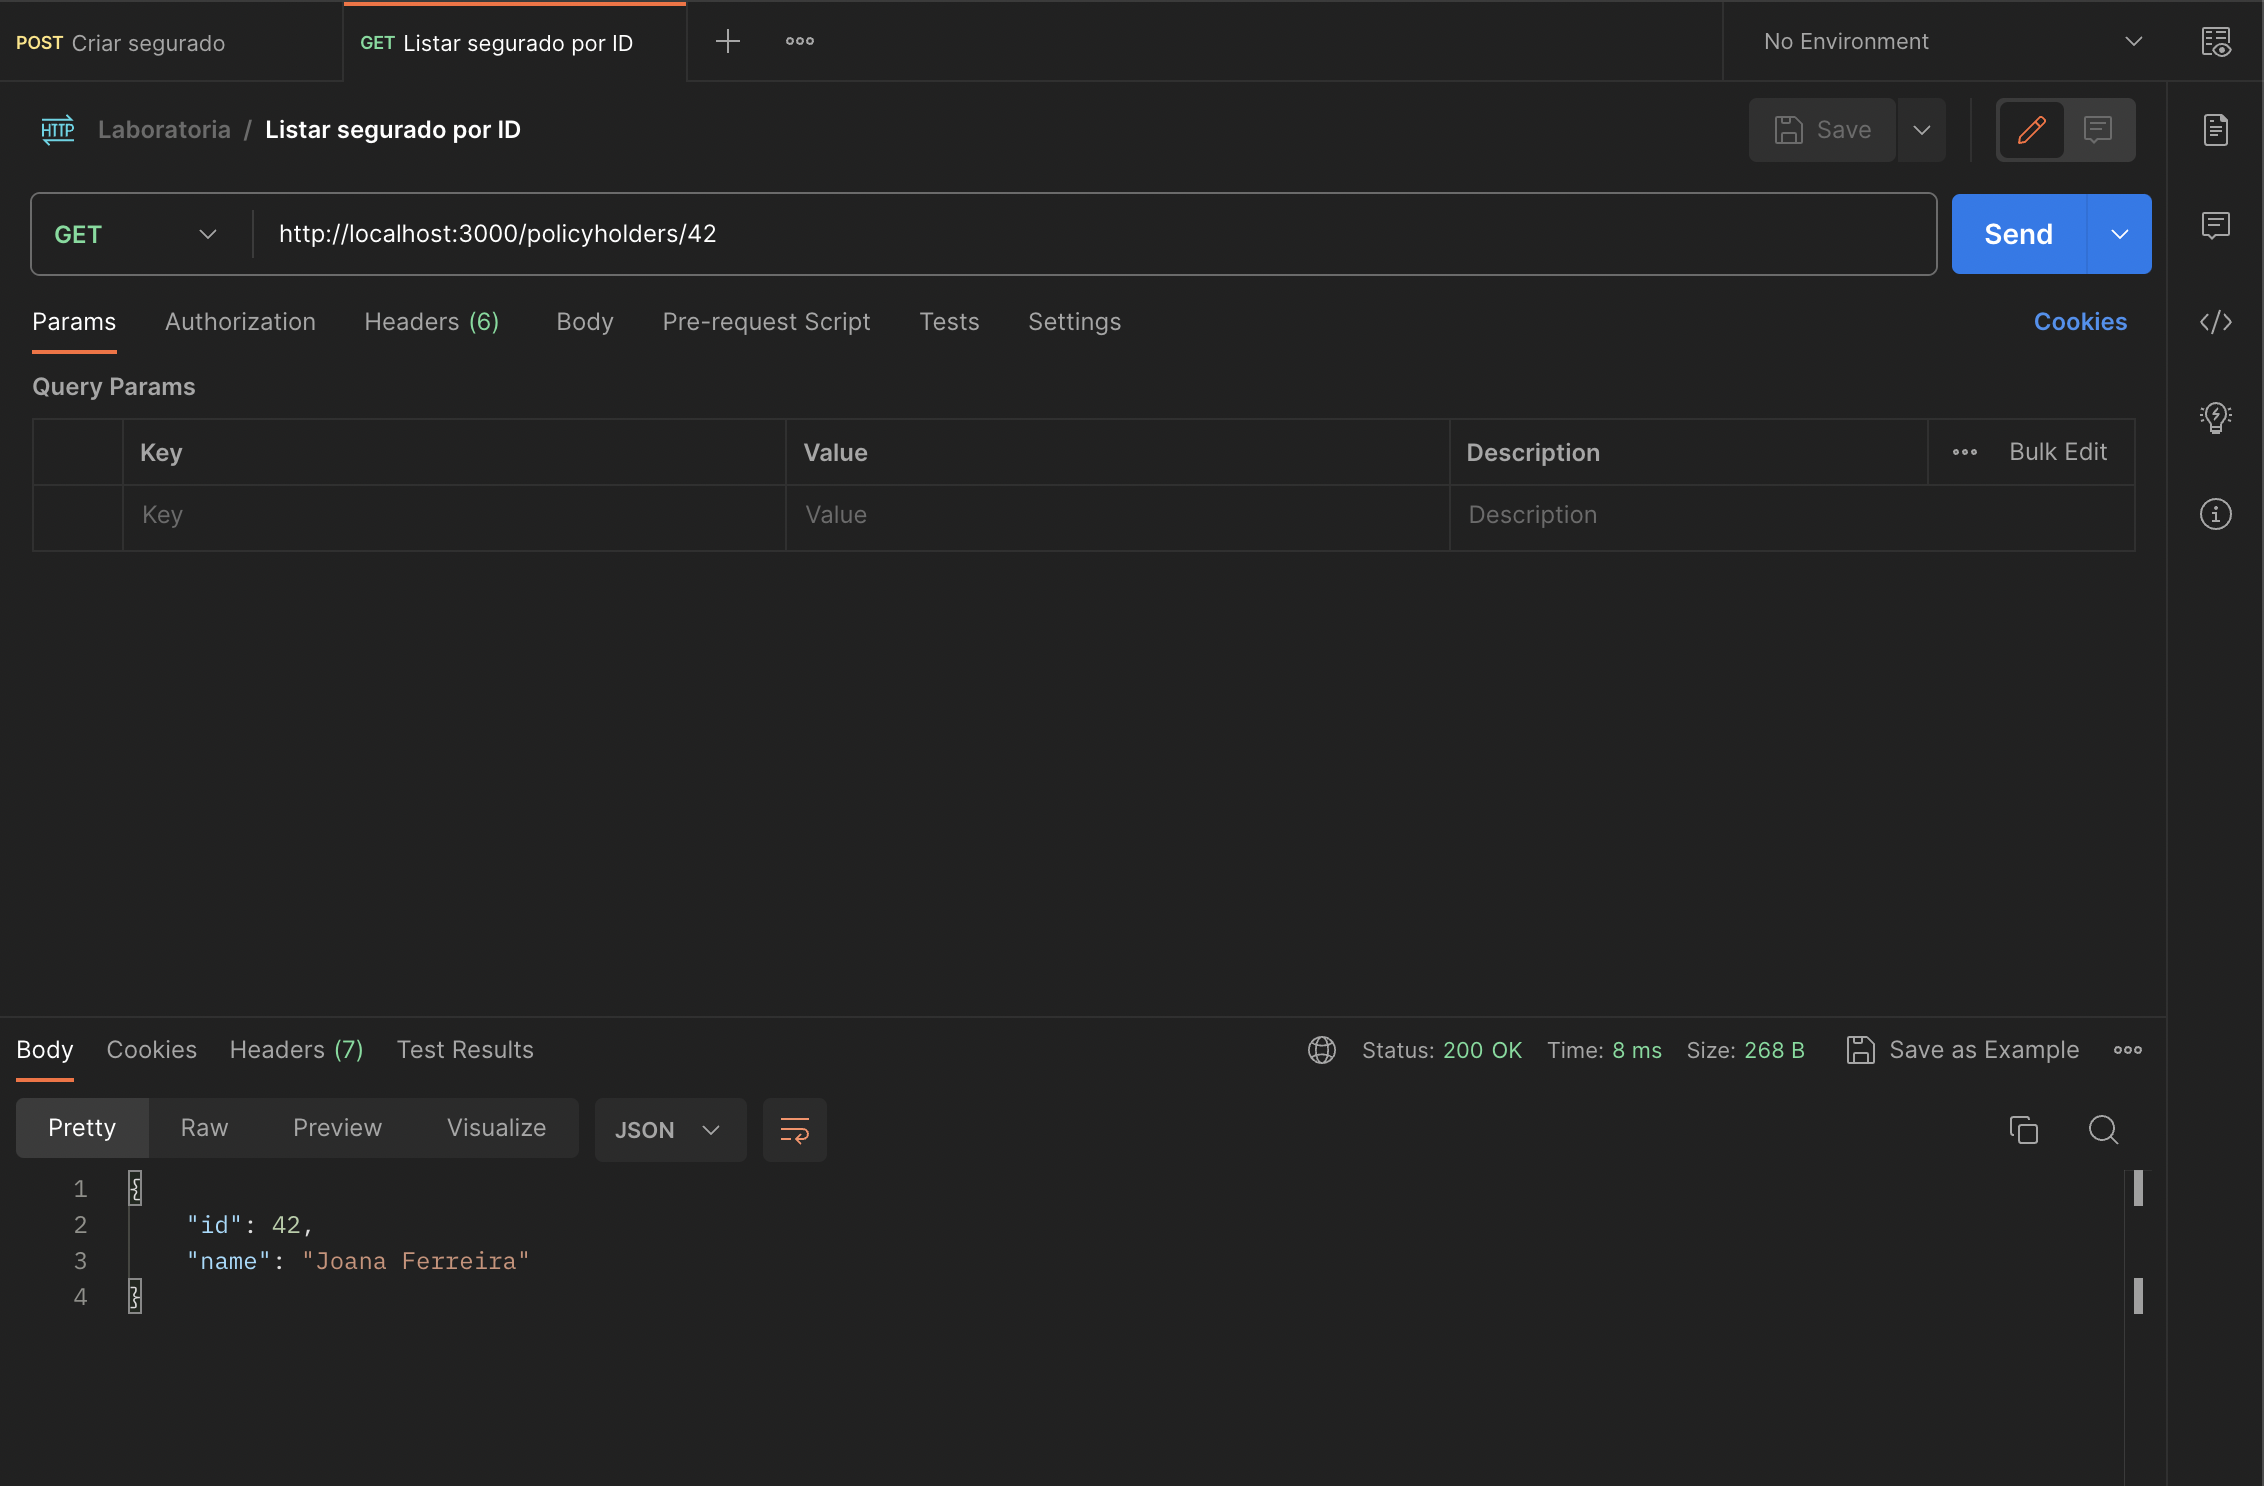 POST Criar segurado
GET Listar segurado por ID
No Environment
HTTP Laboratoria / Listar segurado por ID
Save
GET http://localhost:3000/policyholders/42
Send
Params Authorization Headers (6) Body Pre-request Script Tests Settings Cookies
Query Params
Key Value Description Bulk Edit
Key Value Description
Body Cookies Headers (7) Test Results Status: 200 OK Time: 8 ms Size: 268 B Save as Example
Pretty Raw Preview Visualize JSON
1 {
2 "id": 42,
3 "name": "Joana Ferreira"
4 }